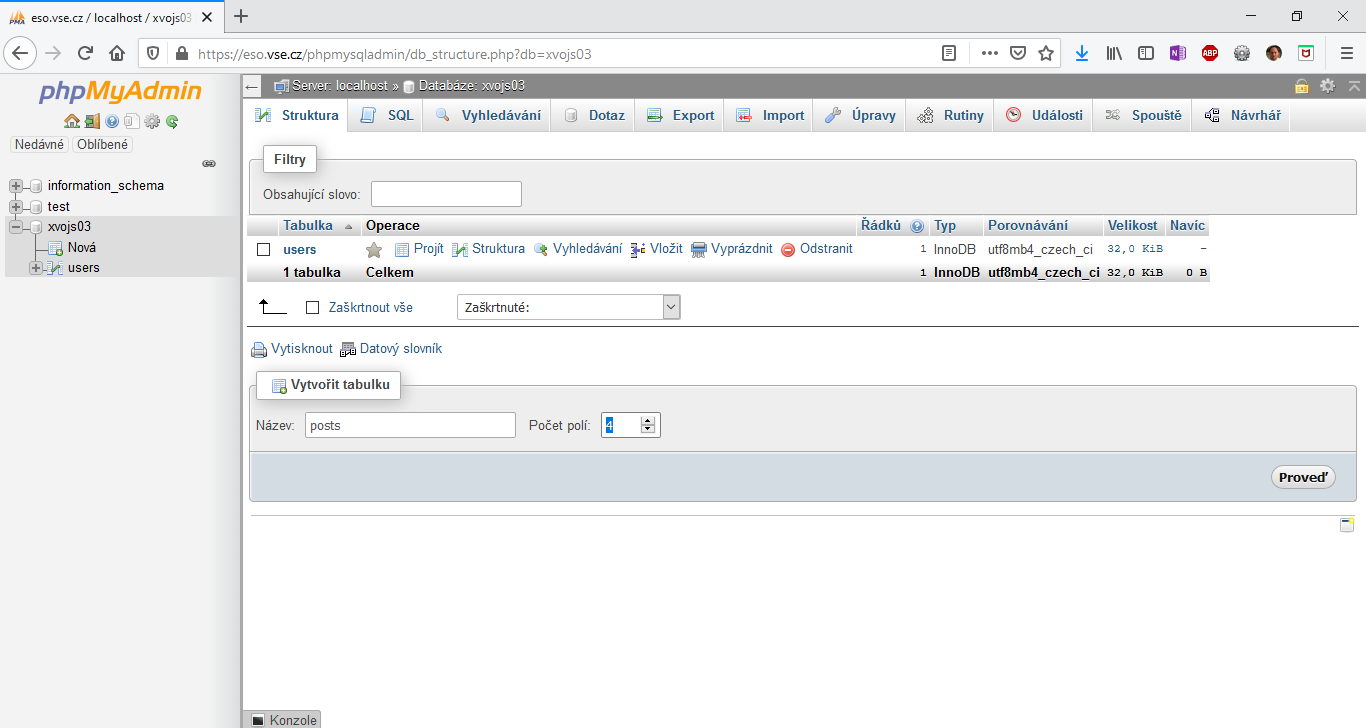 eso.vse.cz / localhost / xvojs03
https://eso.vse.cz/phpmysqladmin/db_structure.php?db=xvojs03
phpMyAdmin
Nedávné Oblíbené
information_schema
test
xvojs03
Nová
users
Server: localhost » Databáze: xvojs03
Struktura SQL Vyhledávání Dotaz Export Import Úpravy Rutiny Události Spouště Návrhář
Filtry
Obsahující slovo:
Tabulka Operace Řádků Typ Porovnávání Velikost Navíc
users Projít Struktura Vyhledávání Vložit Vyprázdnit Odstranit 1 InnoDB utf8mb4_czech_ci 32,0 KiB -
1 tabulka Celkem 1 InnoDB utf8mb4_czech_ci 32,0 KiB 0 B
Zaškrtnout vše Zaškrtnuté:
Vytisknout Datový slovník
Vytvořit tabulku
Název: posts Počet polí: 4
Proveď
Konzole